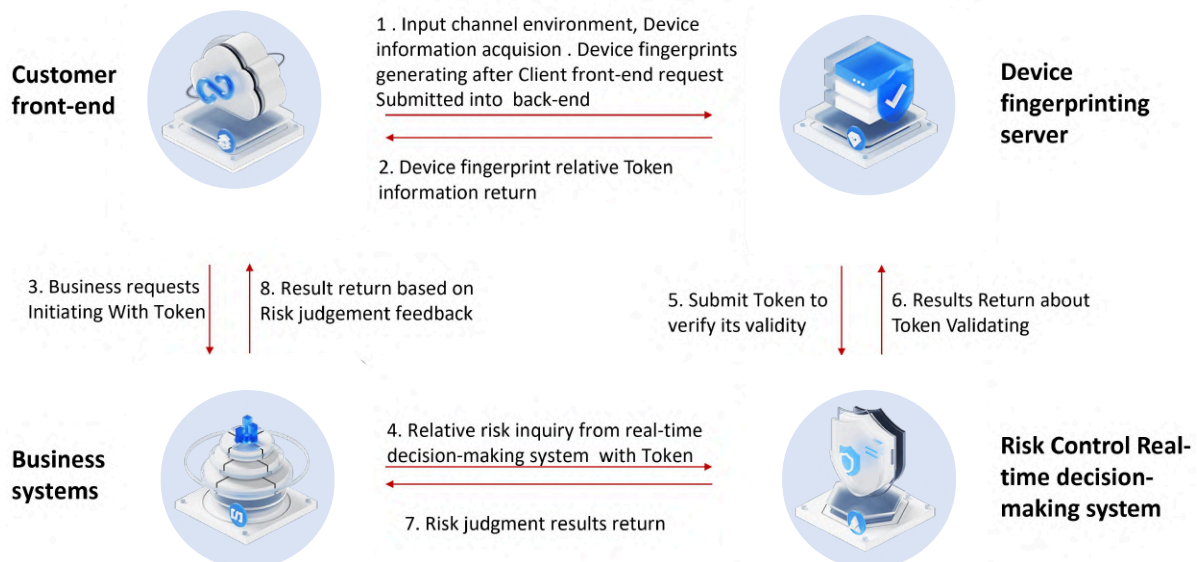 Customer
front-end
1 . Input channel environment, Device
information acquision . Device fingerprints
generating after Client front-end request
Submitted into back-end
2. Device fingerprint relative Token
information return
Device
fingerprinting
server
3. Business requests
Initiating With Token
8. Result return based on
Risk judgement feedback
5. Submit Token to
verify its validity
6. Results Return about
Token Validating
Business
systems
4. Relative risk inquiry from real-time
decision-making system with Token
7. Risk judgment results return
Risk Control Real-
time decision-
making system